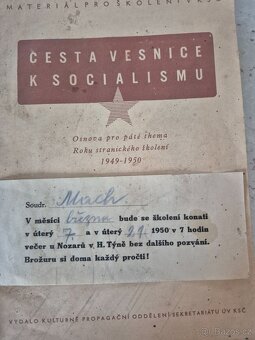 MATERIÁL PRO ŠKOLENÍ V KSČ
CESTA VESNICE
K SOCIALISMU
Osnova pro páté thema
Roku stranického školení
1949-1950
Soudr. Mach
V měsíci března bude se školení konati
v úterý 7. a v úterý 21. 1950 v 7 hodin
večer u Nozarů v H. Týně bez dalšího pozvání.
Brožuru si doma každý pročti!
VYDALO KULTURNĚ PROPAGAČNÍ ODDĚLENÍ SEKRETARIÁTU ÚV KSČ